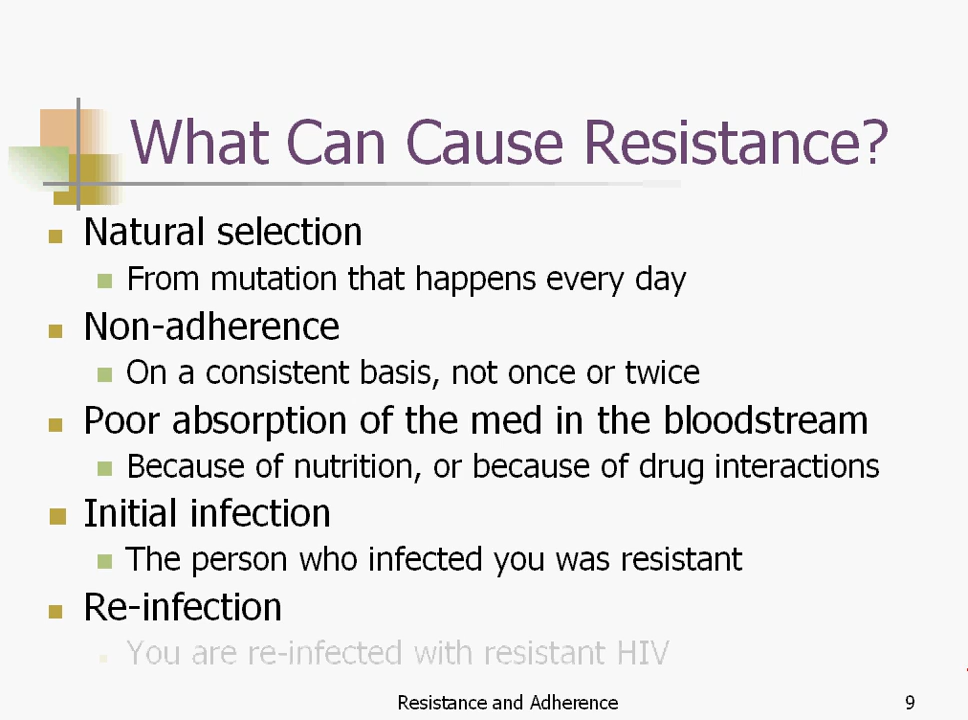 What Can Cause Resistance?
Natural selection
From mutation that happens every day
Non-adherence
On a consistent basis, not once or twice
Poor absorption of the med in the bloodstream
Because of nutrition, or because of drug interactions
Initial infection
The person who infected you was resistant
Re-infection
You are re-infected with resistant HIV
Resistance and Adherence
9